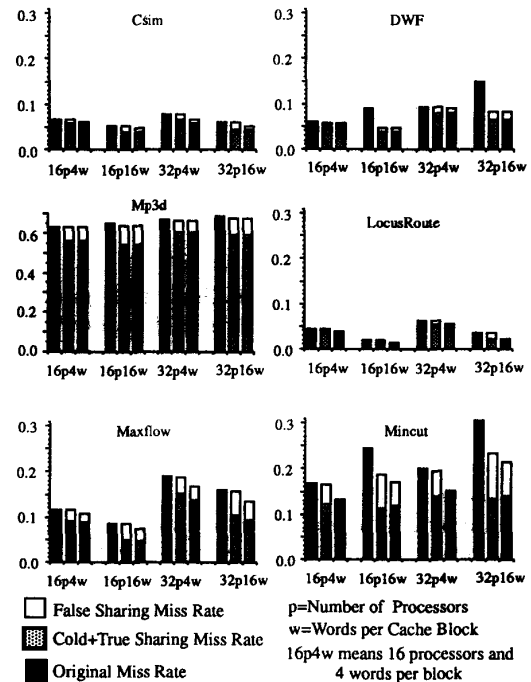 Csim
0.3
0.2
0.1
0.0
16p4w 16p16w 32p4w 32p16w
DWF
0.3
0.2
0.1
0.0
16p4w 16p16w 32p4w 32p16w
Mp3d
0.6
0.4
0.2
0.0
16p4w 16p16w 32p4w 32p16w
LocusRoute
0.3
0.2
0.1
0.0
16p4w 16p16w 32p4w 32p16w
Maxflow
0.3
0.2
0.1
0.0
16p4w 16p16w 32p4w 32p16w
Mincut
0.3
0.2
0.1
0.0
16p4w 16p16w 32p4w 32p16w
False Sharing Miss Rate
Cold+True Sharing Miss Rate
Original Miss Rate
p=Number of Processors
w=Words per Cache Block
16p4w means 16 processors and
4 words per block